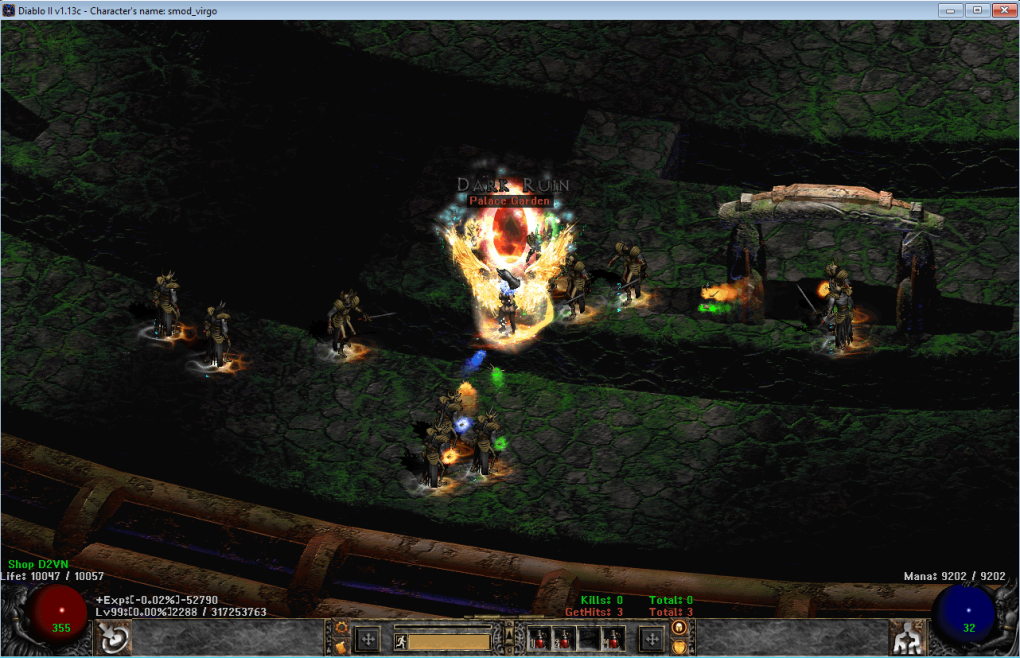 Diablo II v1.13c - Character's name: smod_virgo
Dark Ruin
Palace Garden
Shop D2VN
Life: 10047 / 10057
Mana: 9202 / 9202
+Exp:[-0.02%]-52790
Kills: 0 Total: 0
Lv99:[0.00%]2288 / 317253763
GetHits: 3 Total: 3
355
32